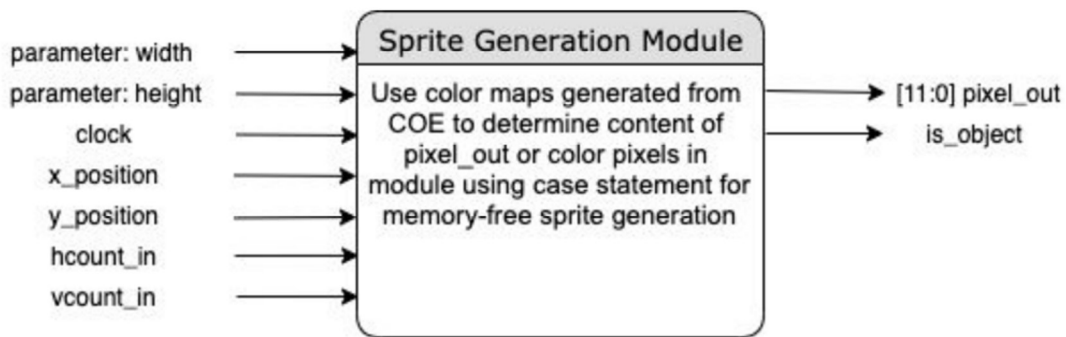 Sprite Generation Module
parameter: width
parameter: height
clock
x_position
y_position
hcount_in
vcount_in
Use color maps generated from
COE to determine content of
pixel_out or color pixels in
module using case statement for
memory-free sprite generation
[11:0] pixel_out
is_object